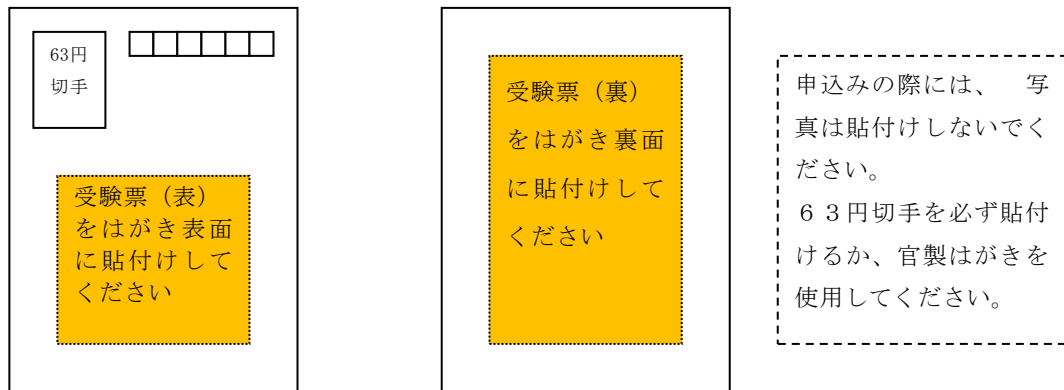 63円
切手
受験票（表）
をはがき表面
に貼付けして
ください
受験票（裏）
をはがき裏面
に貼付けして
ください
申込みの際には、　写
真は貼付けしないでく
ださい。
６３円切手を必ず貼付
けるか、官製はがきを
使用してください。